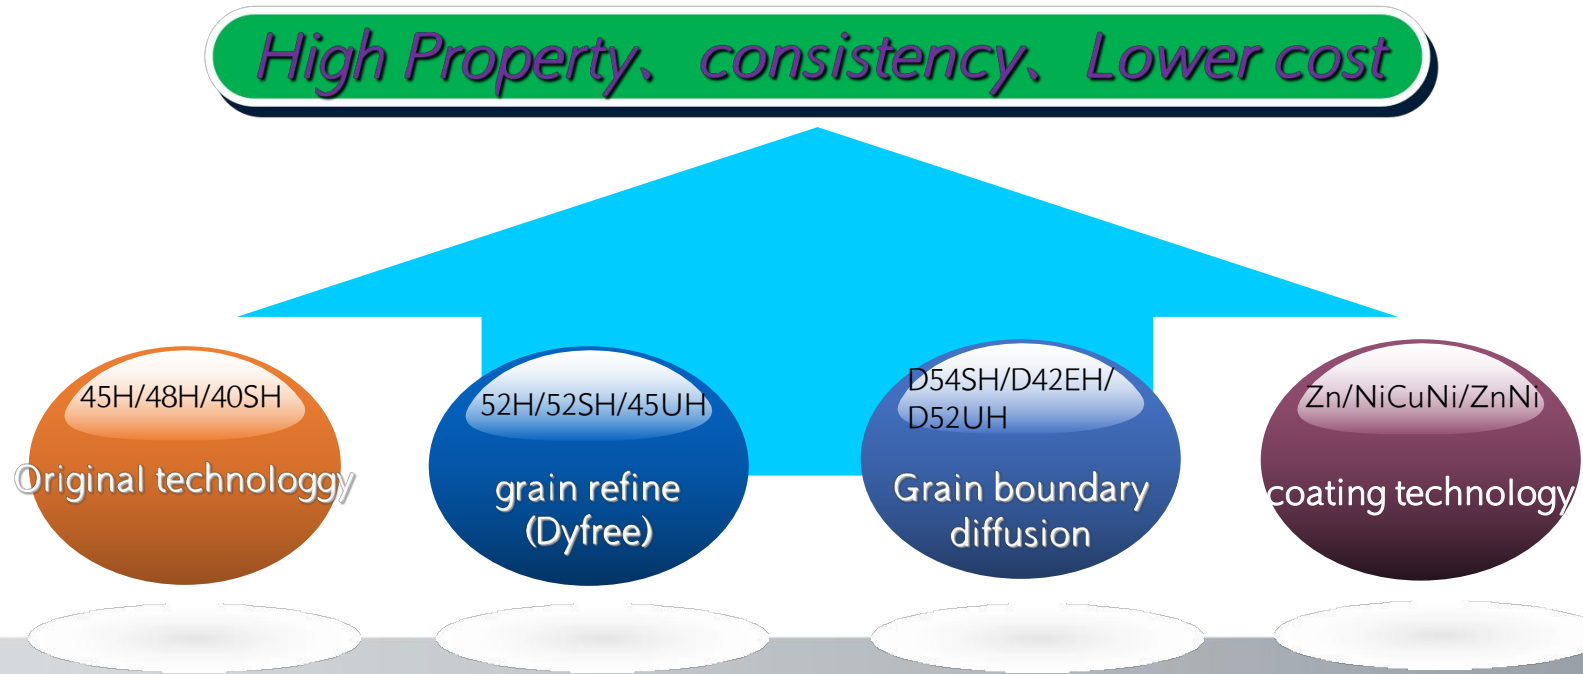 High Property、consistency、Lower cost
45H/48H/40SH
Original technologgy
52H/52SH/45UH
grain refine
(Dyfree)
D54SH/D42EH/
D52UH
Grain boundary
diffusion
Zn/NiCuNi/ZnNi
coating technology